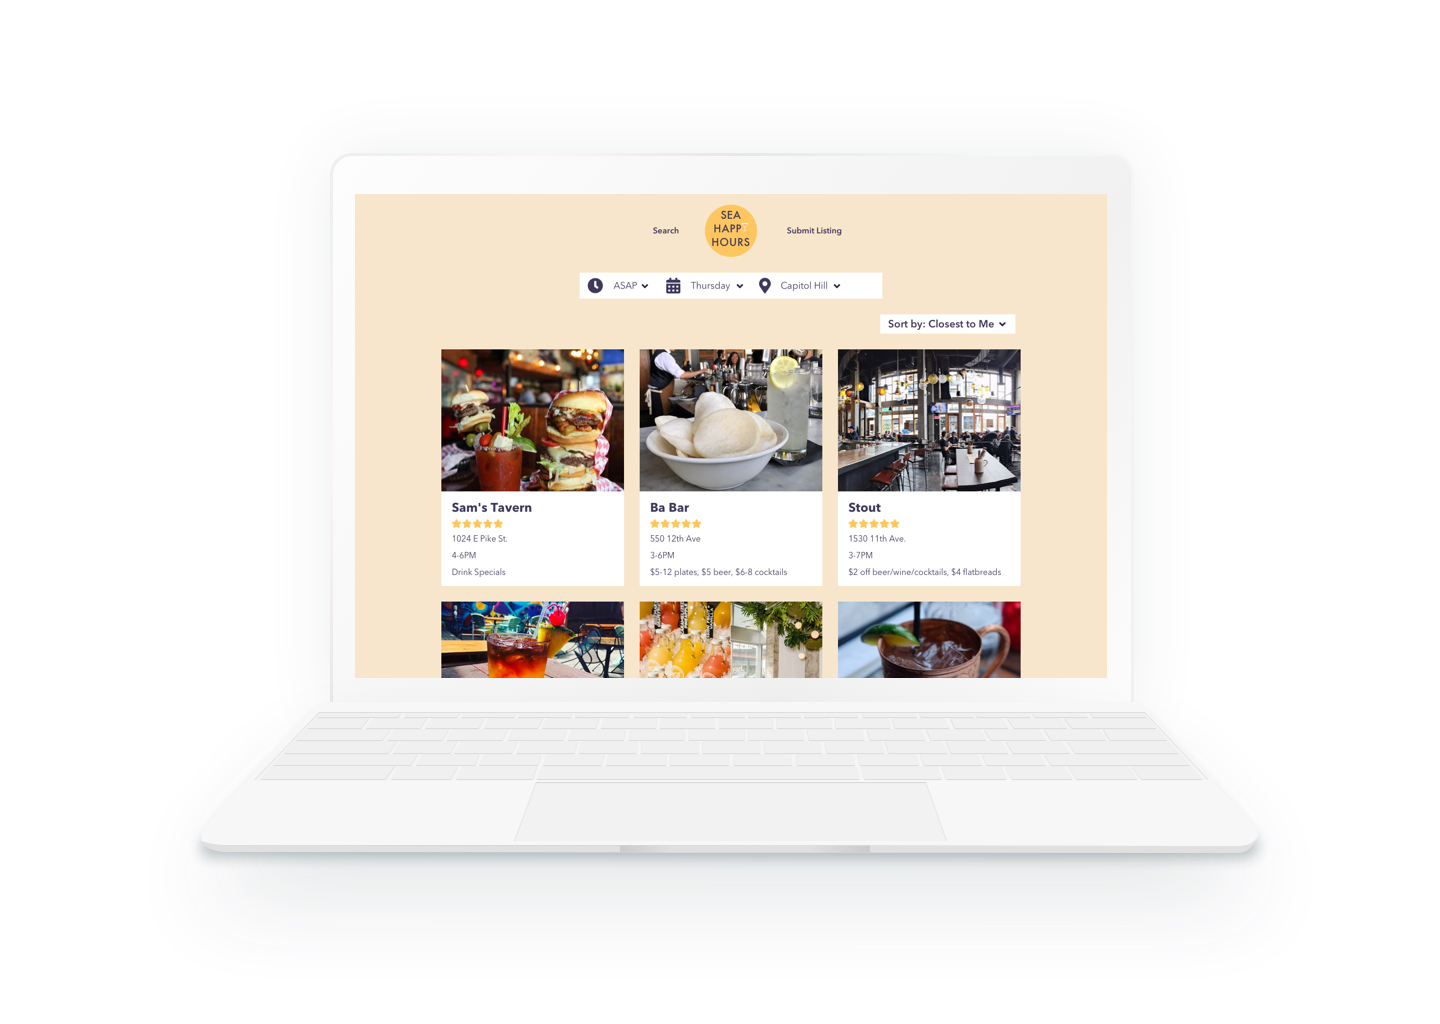 Search
SEA
HAPPY
HOURS
Submit Listing
ASAP
Thursday
Capitol Hill
Sort by: Closest to Me
Sam's Tavern
1024 E Pike St.
4-6PM
Drink Specials
Ba Bar
550 12th Ave
3-6PM
$5-12 plates, $5 beer, $6-8 cocktails
Stout
1530 11th Ave.
3-7PM
$2 off beer/wine/cocktails, $4 flatbreads